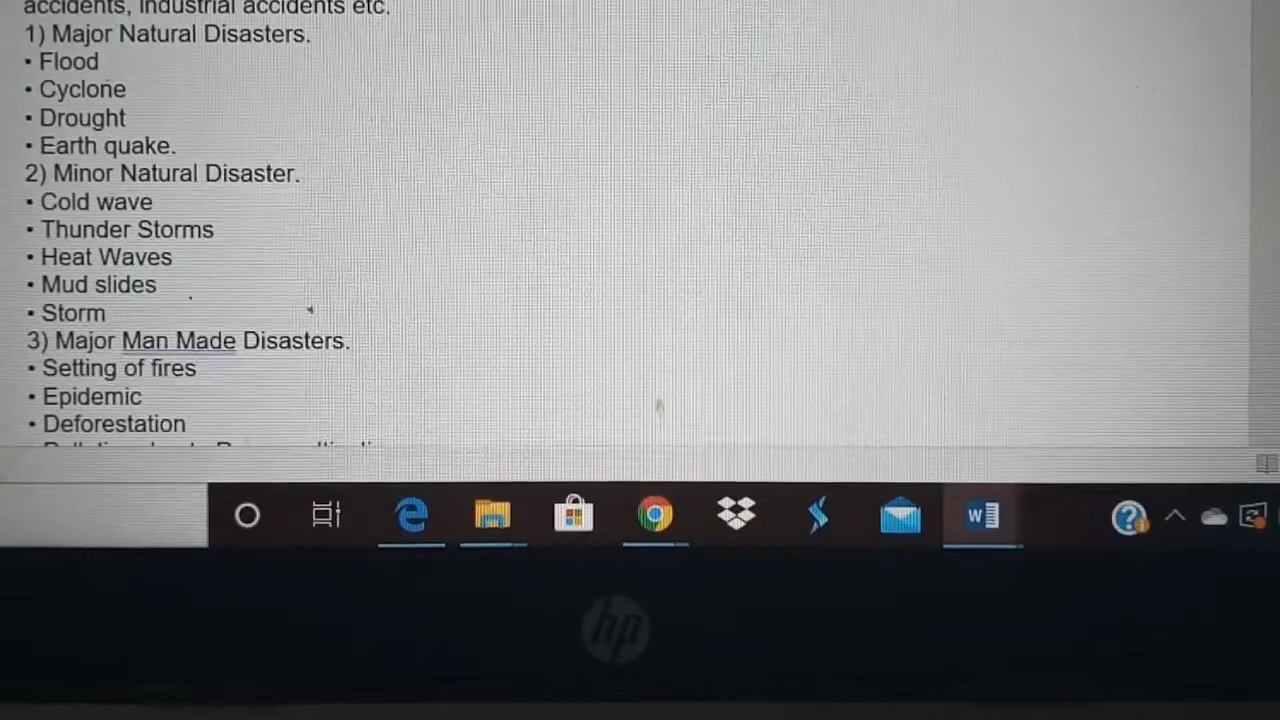 accidents, Industrial accidents etc.
1) Major Natural Disasters.
• Flood
• Cyclone
• Drought
• Earth quake.
2) Minor Natural Disaster.
• Cold wave
• Thunder Storms
• Heat Waves
• Mud slides
• Storm
3) Major Man Made Disasters.
• Setting of fires
• Epidemic
• Deforestation
W
hp